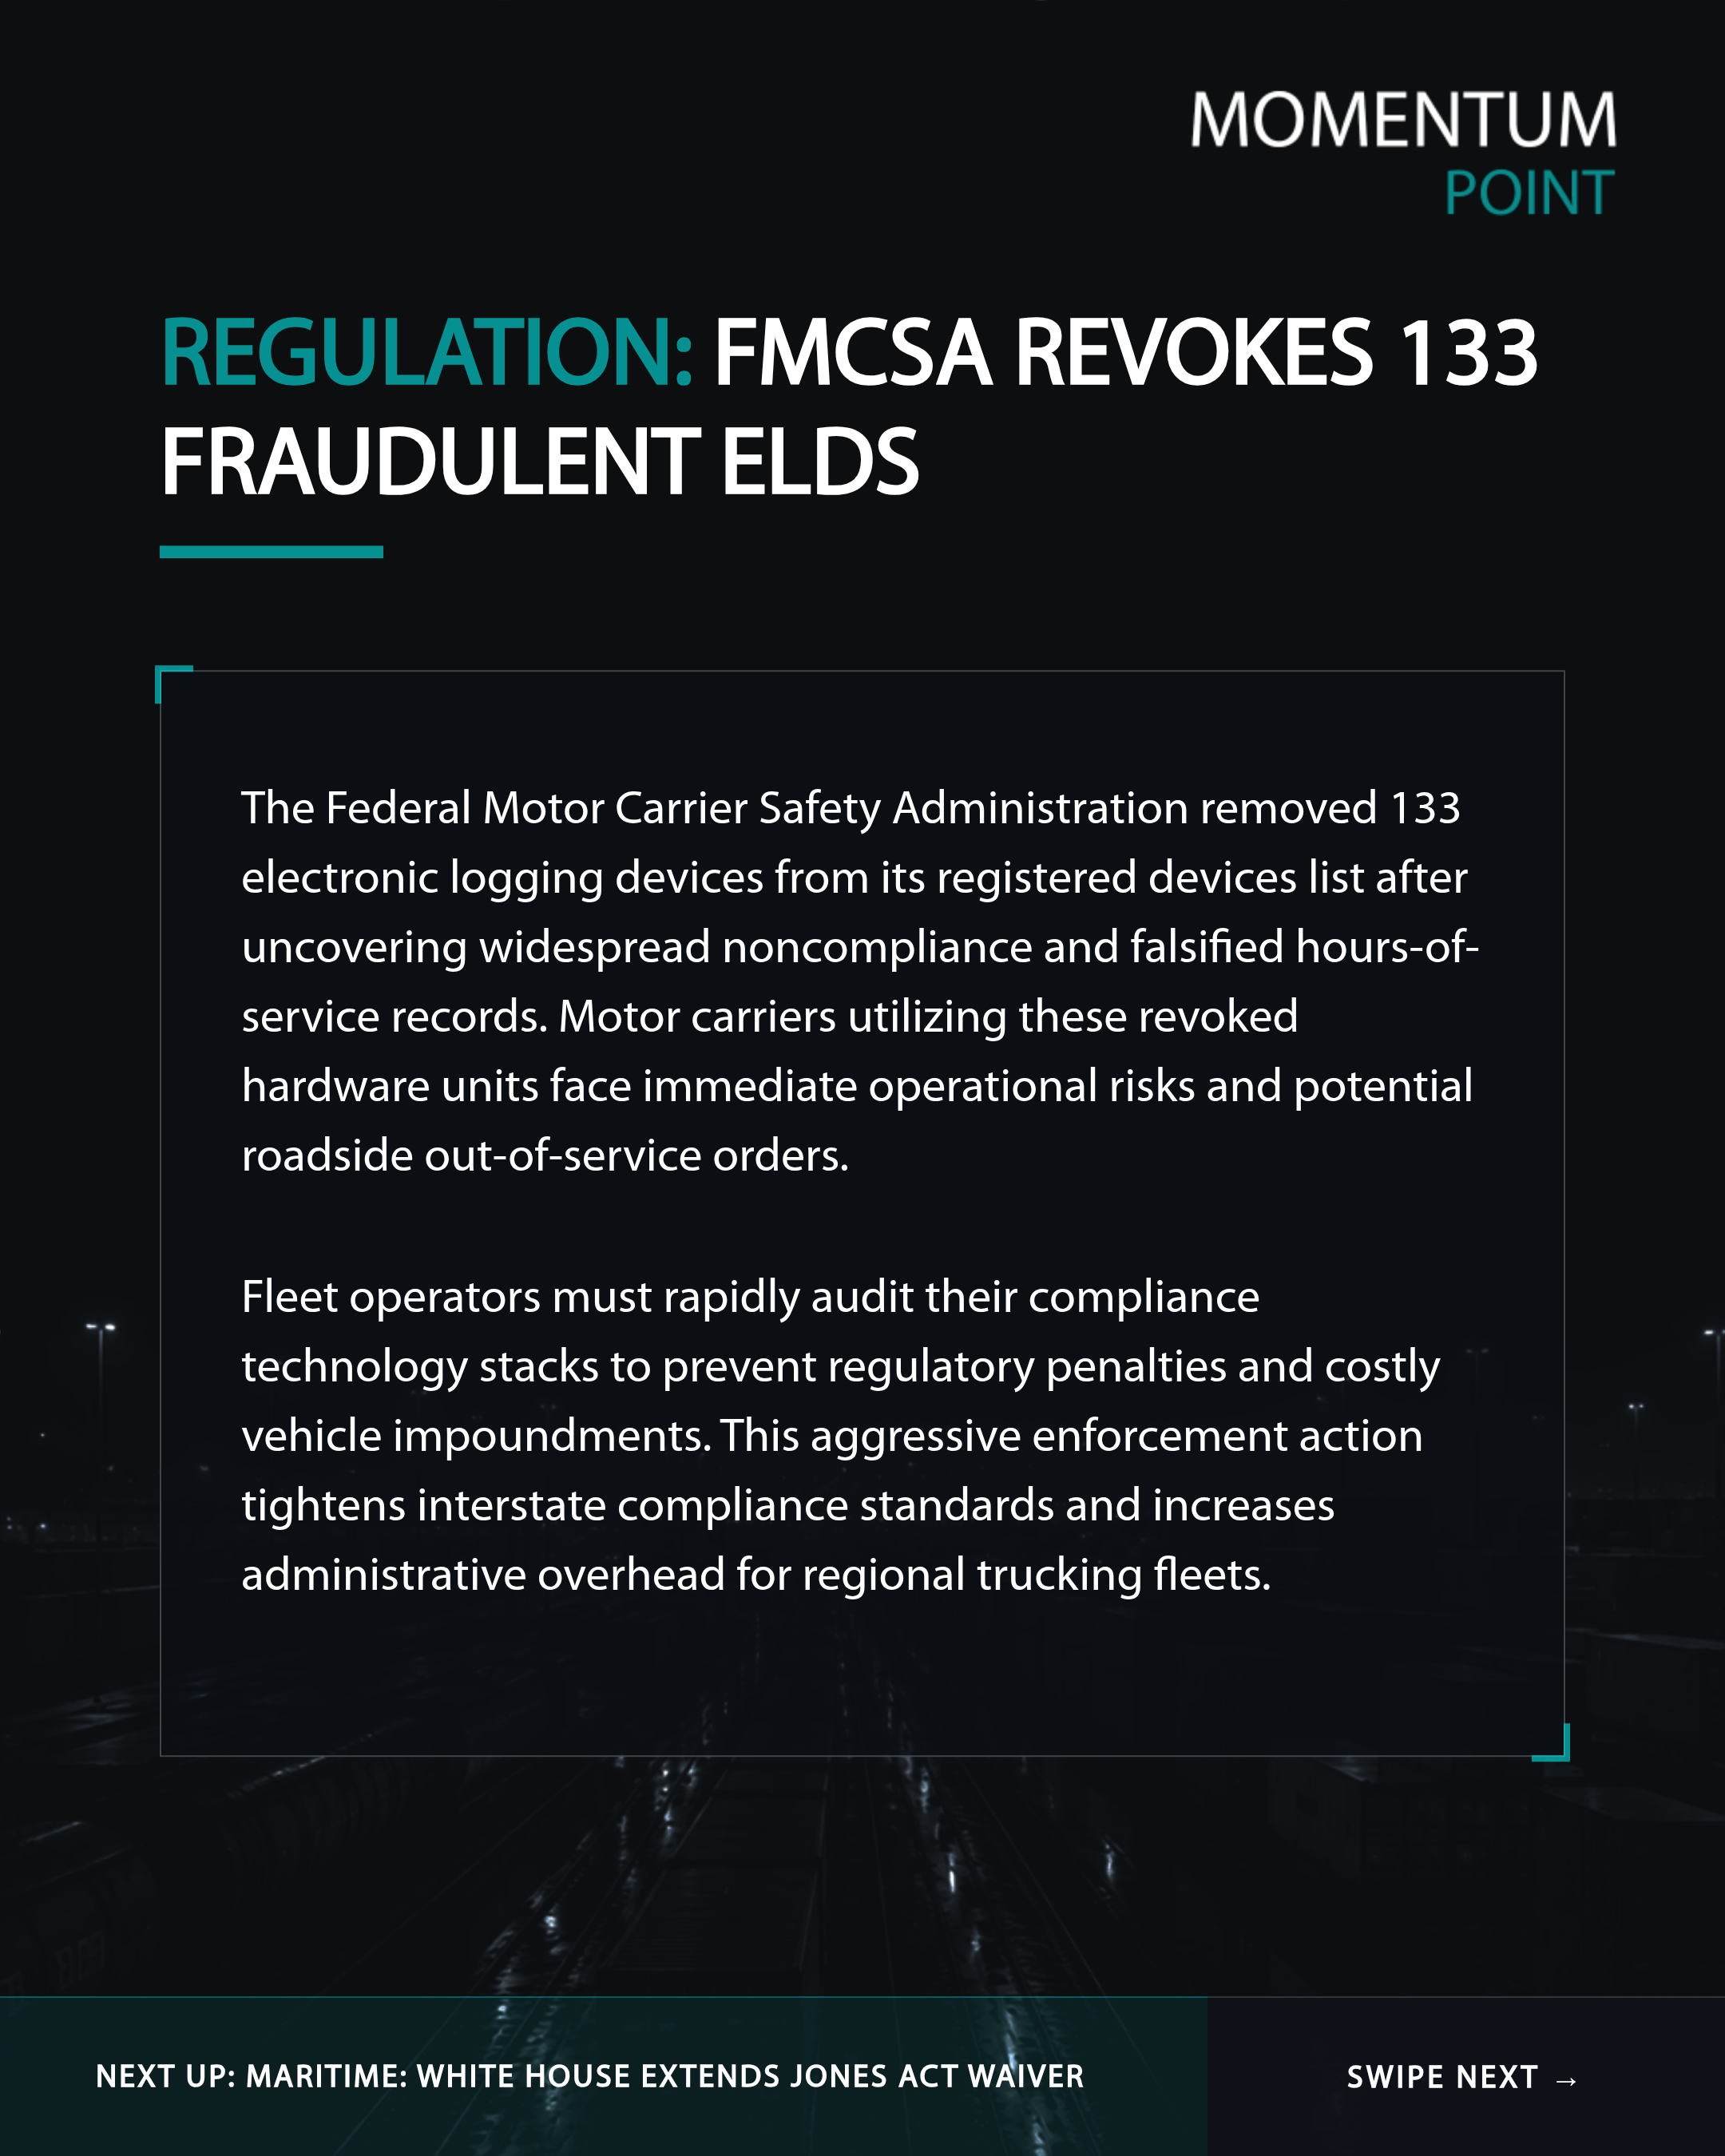 MOMENTUM
POINT
REGULATION: FMCSA REVOKES 133
FRAUDULENT ELDS
The Federal Motor Carrier Safety Administration removed 133
electronic logging devices from its registered devices list after
uncovering widespread noncompliance and falsified hours-of-
service records. Motor carriers utilizing these revoked
hardware units face immediate operational risks and potential
roadside out-of-service orders.
Fleet operators must rapidly audit their compliance
technology stacks to prevent regulatory penalties and costly
vehicle impoundments. This aggressive enforcement action
tightens interstate compliance standards and increases
administrative overhead for regional trucking fleets.
NEXT UP: MARITIME: WHITE HOUSE EXTENDS JONES ACT WAIVER
SWIPE NEXT →